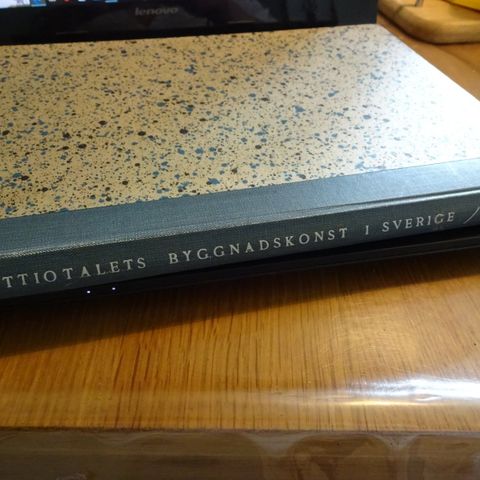 lenovo
TTIOTALETS BYGGNADSKONST I SVERIGE